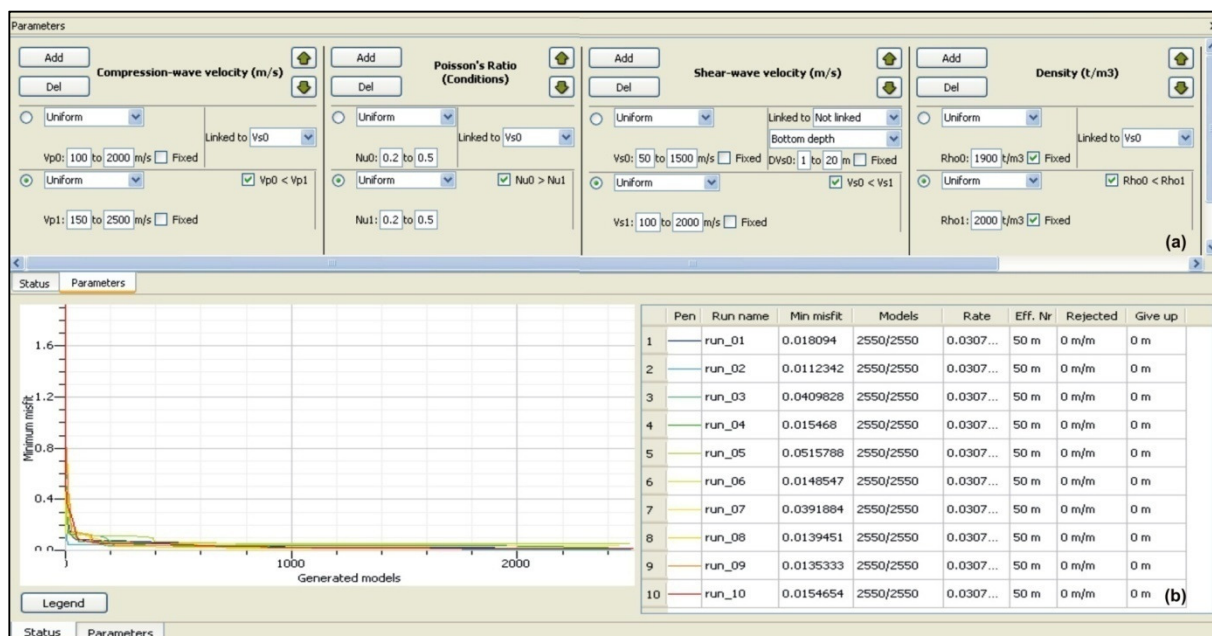 Parameters
Add
Del
Compression-wave velocity (m/s)
Uniform
Linked to Vs0
Vp0: 100 to 2000 m/s Fixed
Uniform
Vp0 < Vp1
Vp1: 150 to 2500 m/s Fixed
Add
Del
Poisson's Ratio
(Conditions)
Uniform
Linked to Vs0
Nu0: 0.2 to 0.5
Uniform
Nu0 > Nu1
Nu1: 0.2 to 0.5
Add
Del
Shear-wave velocity (m/s)
Uniform
Linked to Not linked
Bottom depth
Vs0: 50 to 1500 m/s Fixed
DVs0: 1 to 20 m Fixed
Uniform
Vs0 < Vs1
Vs1: 100 to 2000 m/s Fixed
Add
Del
Density (t/m3)
Uniform
Linked to Vs0
Rho0: 1900 t/m3 Fixed
Uniform
Rho0 < Rho1
Rho1: 2000 t/m3 Fixed
(a)
Status Parameters
Minimum misfit
1.6
1.2
0.8
0.4
0.0
1000 2000
Generated models
Legend
Pen Run name Min misfit Models Rate Eff. Nr Rejected Give up
1 run_01 0.018094 2550/2550 0.0307... 50 m 0 m/m 0 m
2 run_02 0.0112342 2550/2550 0.0307... 50 m 0 m/m 0 m
3 run_03 0.0409828 2550/2550 0.0307... 50 m 0 m/m 0 m
4 run_04 0.015468 2550/2550 0.0307... 50 m 0 m/m 0 m
5 run_05 0.0515788 2550/2550 0.0307... 50 m 0 m/m 0 m
6 run_06 0.0148547 2550/2550 0.0307... 50 m 0 m/m 0 m
7 run_07 0.0391884 2550/2550 0.0307... 50 m 0 m/m 0 m
8 run_08 0.0139451 2550/2550 0.0307... 50 m 0 m/m 0 m
9 run_09 0.0135333 2550/2550 0.0307... 50 m 0 m/m 0 m
10 run_10 0.0154654 2550/2550 0.0307... 50 m 0 m/m 0 m
(b)
Status Parameters